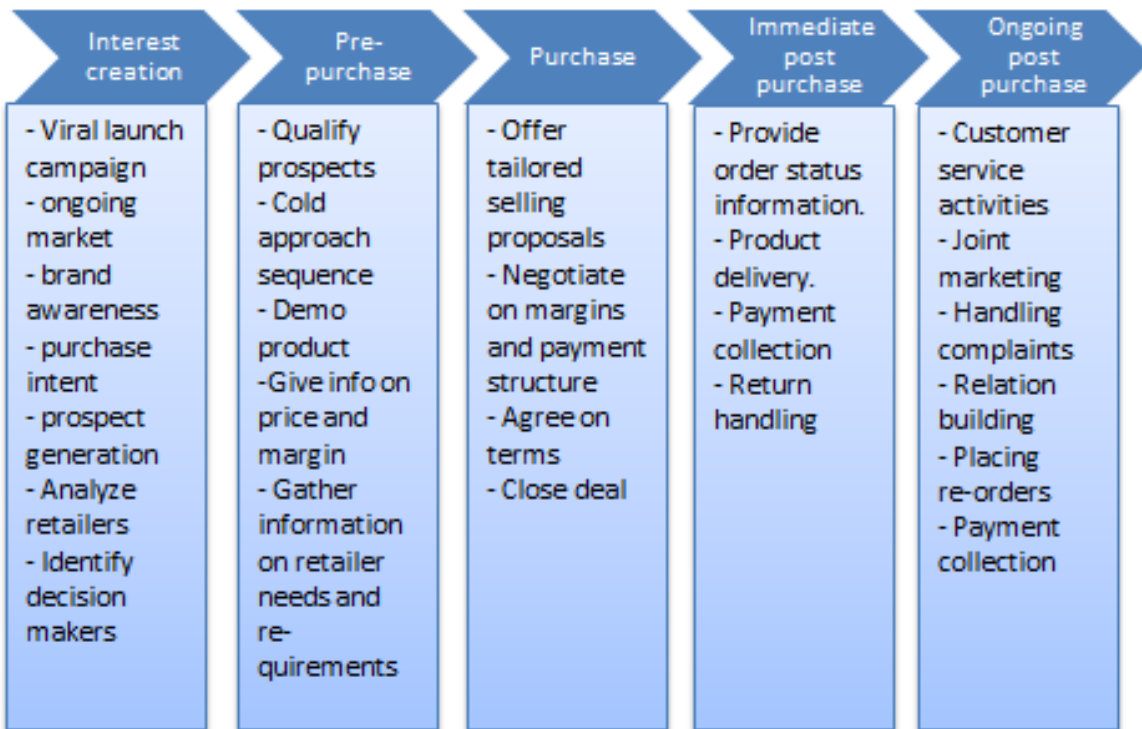 Interest
creation
Pre-
purchase
Purchase
Immediate
post
purchase
Ongoing
post
purchase
- Viral launch
campaign
- ongoing
market
- brand
awareness
- purchase
intent
- prospect
generation
- Analyze
retailers
- Identify
decision
makers
- Qualify
prospects
- Cold
approach
sequence
- Demo
product
-Give info on
price and
margin
- Gather
information
on retailer
needs and
re-
quirements
- Offer
tailored
selling
proposals
- Negotiate
on margins
and payment
structure
- Agree on
terms
- Close deal
- Provide
order status
information.
- Product
delivery.
- Payment
collection
- Return
handling
- Customer
service
activities
- Joint
marketing
- Handling
complaints
- Relation
building
- Placing
re-orders
- Payment
collection